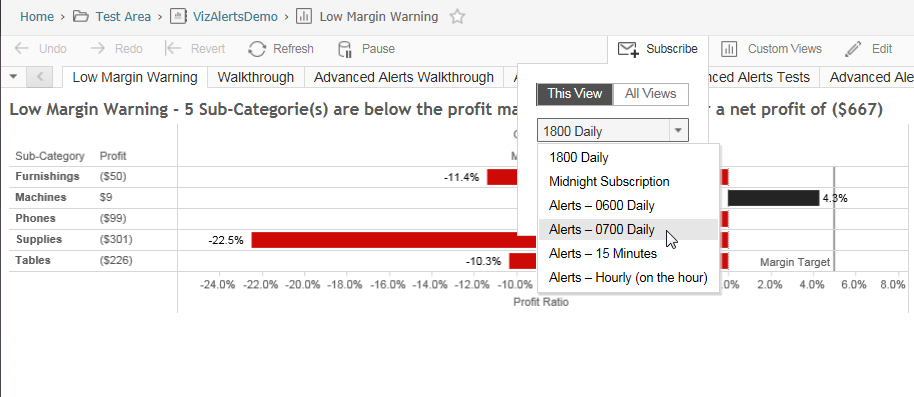 Home > Test Area > VizAlertsDemo > Low Margin Warning
Undo Redo Revert Refresh Pause Subscribe Custom Views Edit
Low Margin Warning Walkthrough Advanced Alerts Walkthrough ced Alerts Tests Advanced Ale
This View All Views
Low Margin Warning - 5 Sub-Categorie(s) are below the profit ma a net profit of ($667)
1800 Daily
Sub-Category Profit
1800 Daily
Furnishings ($50) -11.4%
Midnight Subscription
Machines $9 4.3%
Alerts – 0600 Daily
Phones ($99)
Alerts – 0700 Daily
Supplies ($301) -22.5%
Alerts – 15 Minutes
Tables ($226) -10.3% Margin Target
Alerts – Hourly (on the hour)
-24.0% -22.0% -20.0% -18.0% -16.0% -14.0% -12.0% -10.0% .0% 2.0% 4.0% 6.0% 8.0%
Profit Ratio